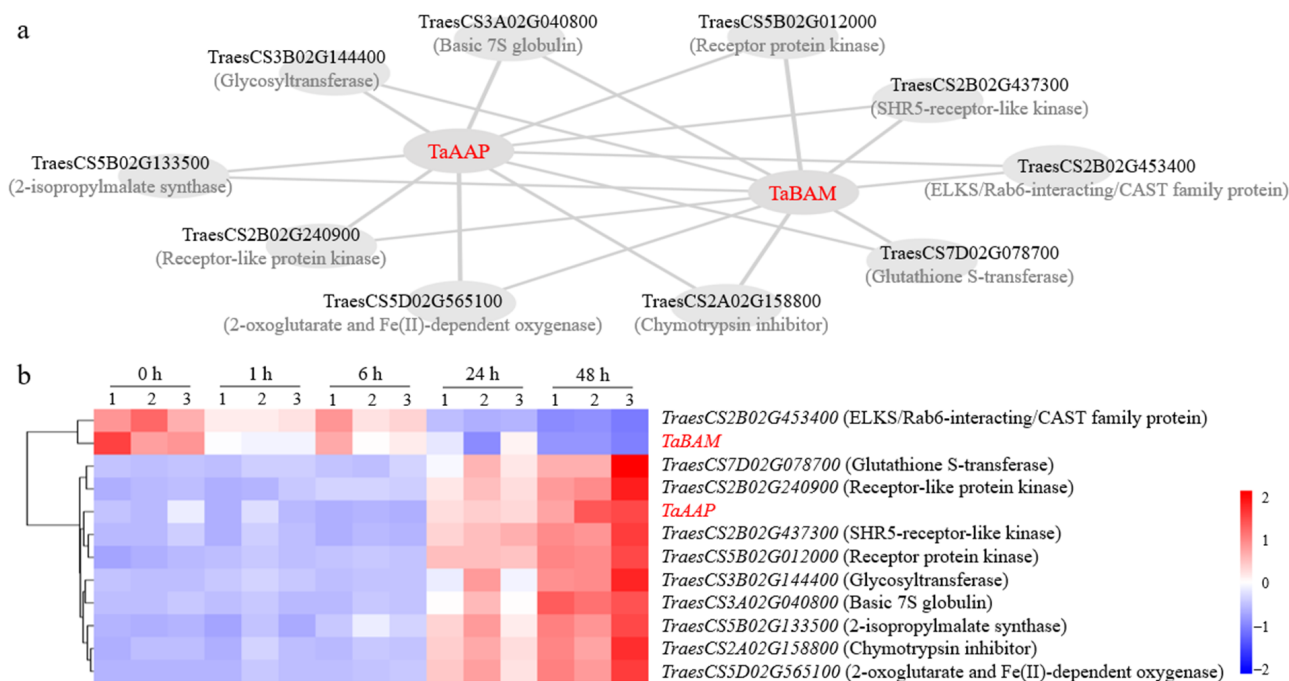 a
TraesCS3A02G040800
(Basic 7S globulin)
TraesCS5B02G012000
(Receptor protein kinase)
TraesCS3B02G144400
(Glycosyltransferase)
TraesCS2B02G437300
(SHR5-receptor-like kinase)
TaAAP
TraesCS5B02G133500
(2-isopropylmalate synthase)
TraesCS2B02G453400
(ELKS/Rab6-interacting/CAST family protein)
TaBAM
TraesCS2B02G240900
(Receptor-like protein kinase)
TraesCS7D02G078700
(Glutathione S-transferase)
TraesCS5D02G565100
(2-oxoglutarate and Fe(II)-dependent oxygenase)
TraesCS2A02G158800
(Chymotrypsin inhibitor)
b
0 h 1 h 6 h 24 h 48 h
1 2 3 1 2 3 1 2 3 1 2 3 1 2 3
TraesCS2B02G453400 (ELKS/Rab6-interacting/CAST family protein)
TaBAM
TraesCS7D02G078700 (Glutathione S-transferase)
TraesCS2B02G240900 (Receptor-like protein kinase)
TaAAP
TraesCS2B02G437300 (SHR5-receptor-like kinase)
TraesCS5B02G012000 (Receptor protein kinase)
TraesCS3B02G144400 (Glycosyltransferase)
TraesCS3A02G040800 (Basic 7S globulin)
TraesCS5B02G133500 (2-isopropylmalate synthase)
TraesCS2A02G158800 (Chymotrypsin inhibitor)
TraesCS5D02G565100 (2-oxoglutarate and Fe(II)-dependent oxygenase)
2
1
0
−1
−2